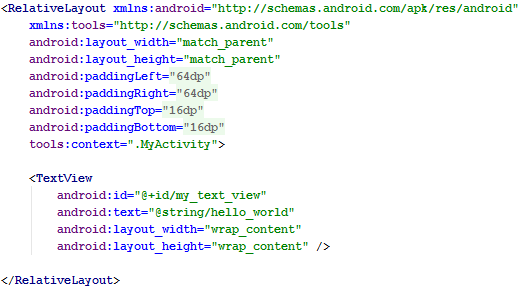 <RelativeLayout xmlns:android="http://schemas.android.com/apk/res/android"
    xmlns:tools="http://schemas.android.com/tools"
    android:layout_width="match_parent"
    android:layout_height="match_parent"
    android:paddingLeft="64dp"
    android:paddingRight="64dp"
    android:paddingTop="16dp"
    android:paddingBottom="16dp"
    tools:context=".MyActivity">

    <TextView
        android:id="@+id/my_text_view"
        android:text="@string/hello_world"
        android:layout_width="wrap_content"
        android:layout_height="wrap_content" />

</RelativeLayout>